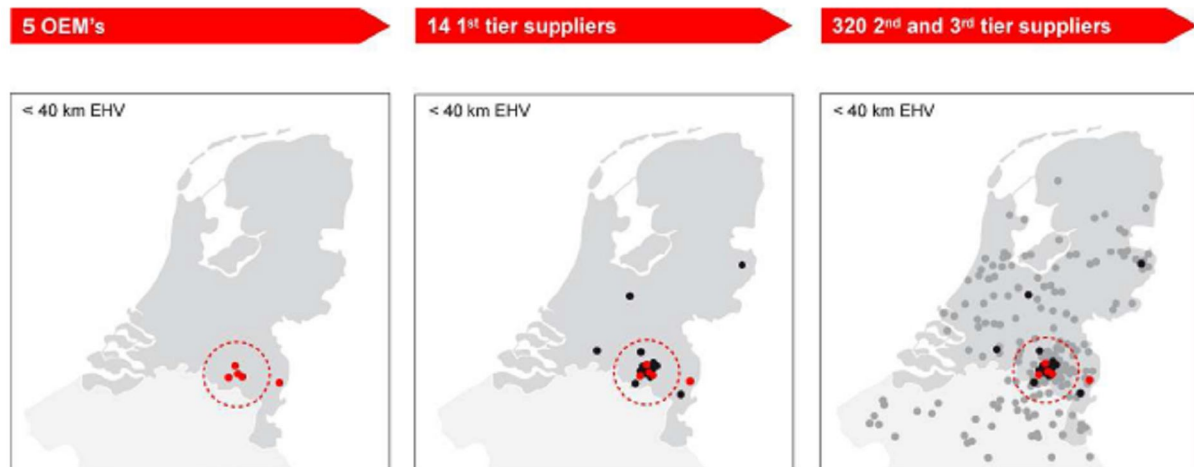 5 OEM's
14 1st tier suppliers
320 2nd and 3rd tier suppliers
< 40 km EHV
< 40 km EHV
< 40 km EHV